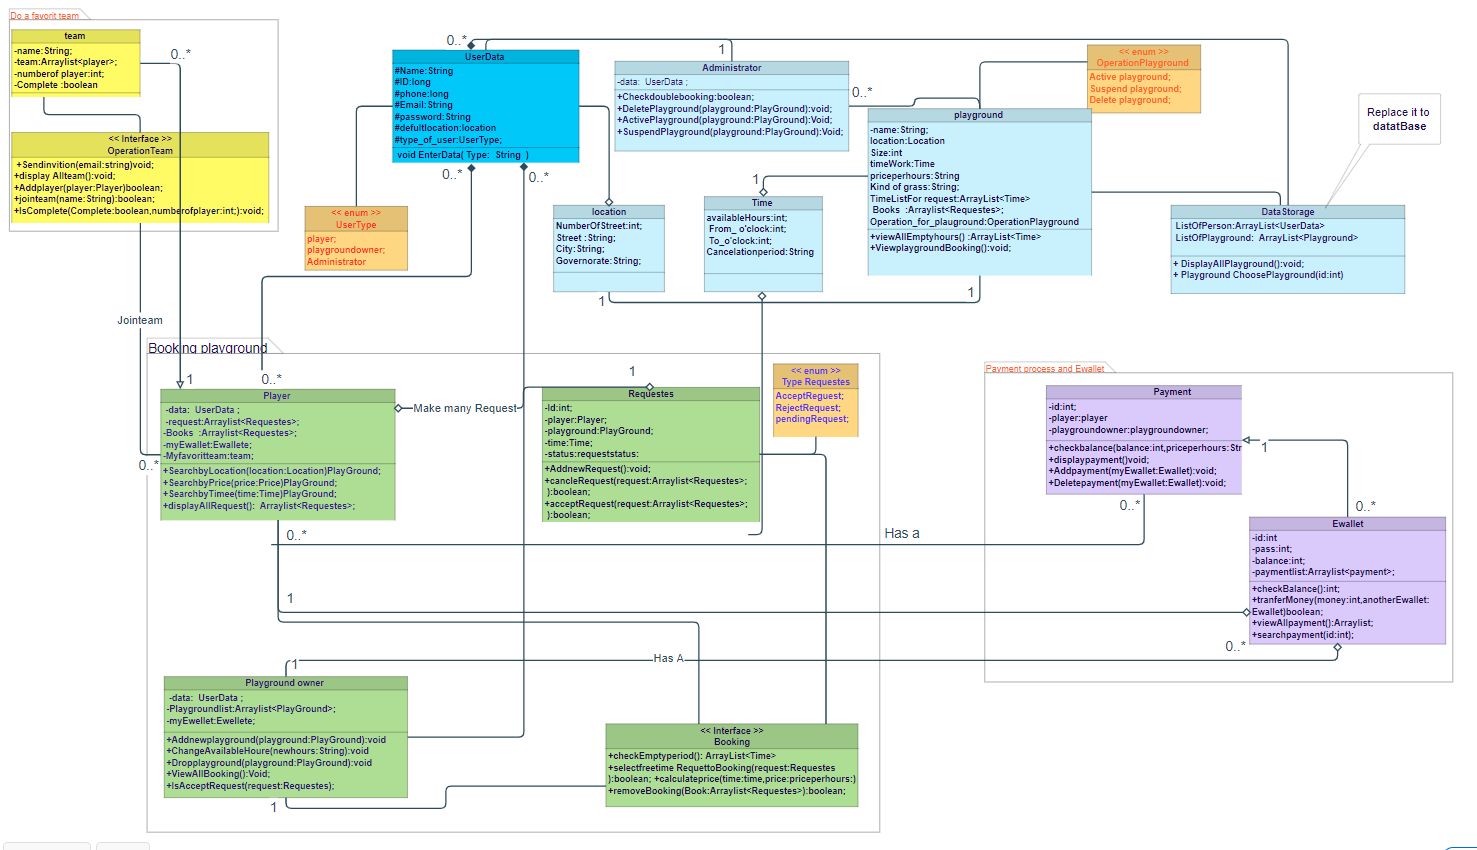 Do a favorit team
team
-name:String;
-team:Arraylist<player>;
-numberof player:int;
-Complete :boolean
0..*
<< Interface >>
OperationTeam
+Sendinvition(email:string)void;
+display Allteam():void;
+Addplayer(player:Player)boolean;
+jointeam(name:String):boolean;
+IsComplete(Complete:boolean,numberofplayer:int;):void;
Jointeam
0..*
UserData
#Name:String
#ID:long
#phone:long
#Email:String
#password:String
#defultlocation:location
#type_of_user:UserType;
void EnterData( Type: String )
0..*
0..*
<< enum >>
UserType
player;
playgroundowner;
Administrator
1
Administrator
-data: UserData ;
+Checkdoublebooking:boolean;
+DeletePlayground(playground:PlayGround):void;
+ActivePlayground(playground:PlayGround):Void;
+SuspendPlayground(playground:PlayGround):Void;
0..*
location
NumberOfStreet:int;
Street :String;
City:String;
Governorate:String;
1
1
Time
availableHours:int;
From_ o'clock:int;
To_o'clock:int;
Cancelationperiod:String
playground
-name:String;
location:Location
Size:int
timeWork:Time
priceperhours:String
Kind of grass:String;
TimeListFor request:ArrayList<Time>
Books :Arraylist<Requestes>;
Operation_for_plauground:OperationPlayground
+viewAllEmptyhours() :ArrayList<Time>
+ViewplaygroundBooking():void;
1
<< enum >>
OperationPlayground
Active playground;
Suspend playground;
Delete playground;
Replace it to
datatBase
DataStorage
ListOfPerson:ArrayList<UserData>
ListOfPlayground: ArrayList<Playground>
+ DisplayAllPlayground():void;
+ Playground ChoosePlayground(id:int)
Booking playground
1
0..*
Player
-data: UserData ;
-request:Arraylist<Requestes>;
-Books :Arraylist<Requestes>;
-myEwallet:Ewallete;
-Myfavoritteam:team;
+SearchbyLocation(location:Location)PlayGround;
+SearchbyPrice(price:Price)PlayGround;
+SearchbyTimee(time:Time)PlayGround;
+displayAllRequest(): Arraylist<Requestes>;
0..*
0..*
Make many Request
1
Requestes
-Id:int;
-player:Player;
-playground:PlayGround;
-time:Time;
-status:requeststatus:
+AddnewRequest():void;
+cancleRequest(request:Arraylist<Requestes>;
):boolean;
+acceptRequest(request:Arraylist<Requestes>;
):boolean;
<< enum >>
Type Requestes
AcceptReguest;
RejectRequest;
pendingRequest;
Has a
1
Has A
1
Playground owner
-data: UserData ;
-Playgroundlist:Arraylist<PlayGround>;
-myEwellet:Ewellete;
+Addnewplayground(playground:PlayGround):void
+ChangeAvailableHoure(newhours:String):void
+Dropplayground(playground:PlayGround):void
+ViewAllBooking():Void;
+IsAcceptRequest(request:Requestes);
1
<< Interface >>
Booking
+checkEmptyperiod(): ArrayList<Time>
+selectfreetime RequettoBooking(request:Requestes
):boolean; +calculateprice(time:time,price:priceperhours:)
+removeBooking(Book:Arraylist<Requestes>):boolean;
Payment process and Ewallet
Payment
-id:int;
-player:player
-playgroundowner:playgroundowner;
+checkbalance(balance:int,priceperhours:Str
+displaypayment()void;
+Addpayment(myEwallet:Ewallet):void;
+Deletepayment(myEwallet:Ewallet):void;
0..*
1
0..*
Ewallet
-id:int
-pass:int;
-balance:int;
-paymentlist:Arraylist<payment>;
+checkBalance():int;
+tranferMoney(money:int,anotherEwallet:
Ewallet)boolean;
+viewAllpayment():Arraylist;
+searchpayment(id:int);
0..*